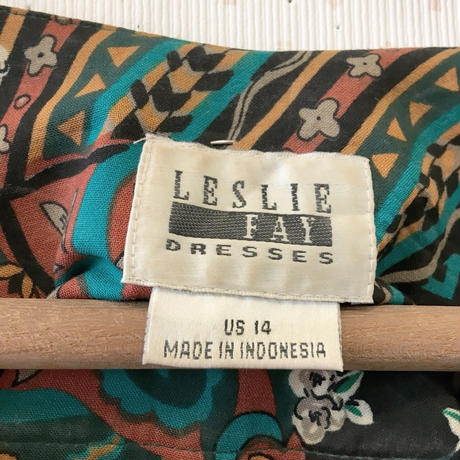 LESLIE
FAY
DRESSES
US 14
MADE IN INDONESIA